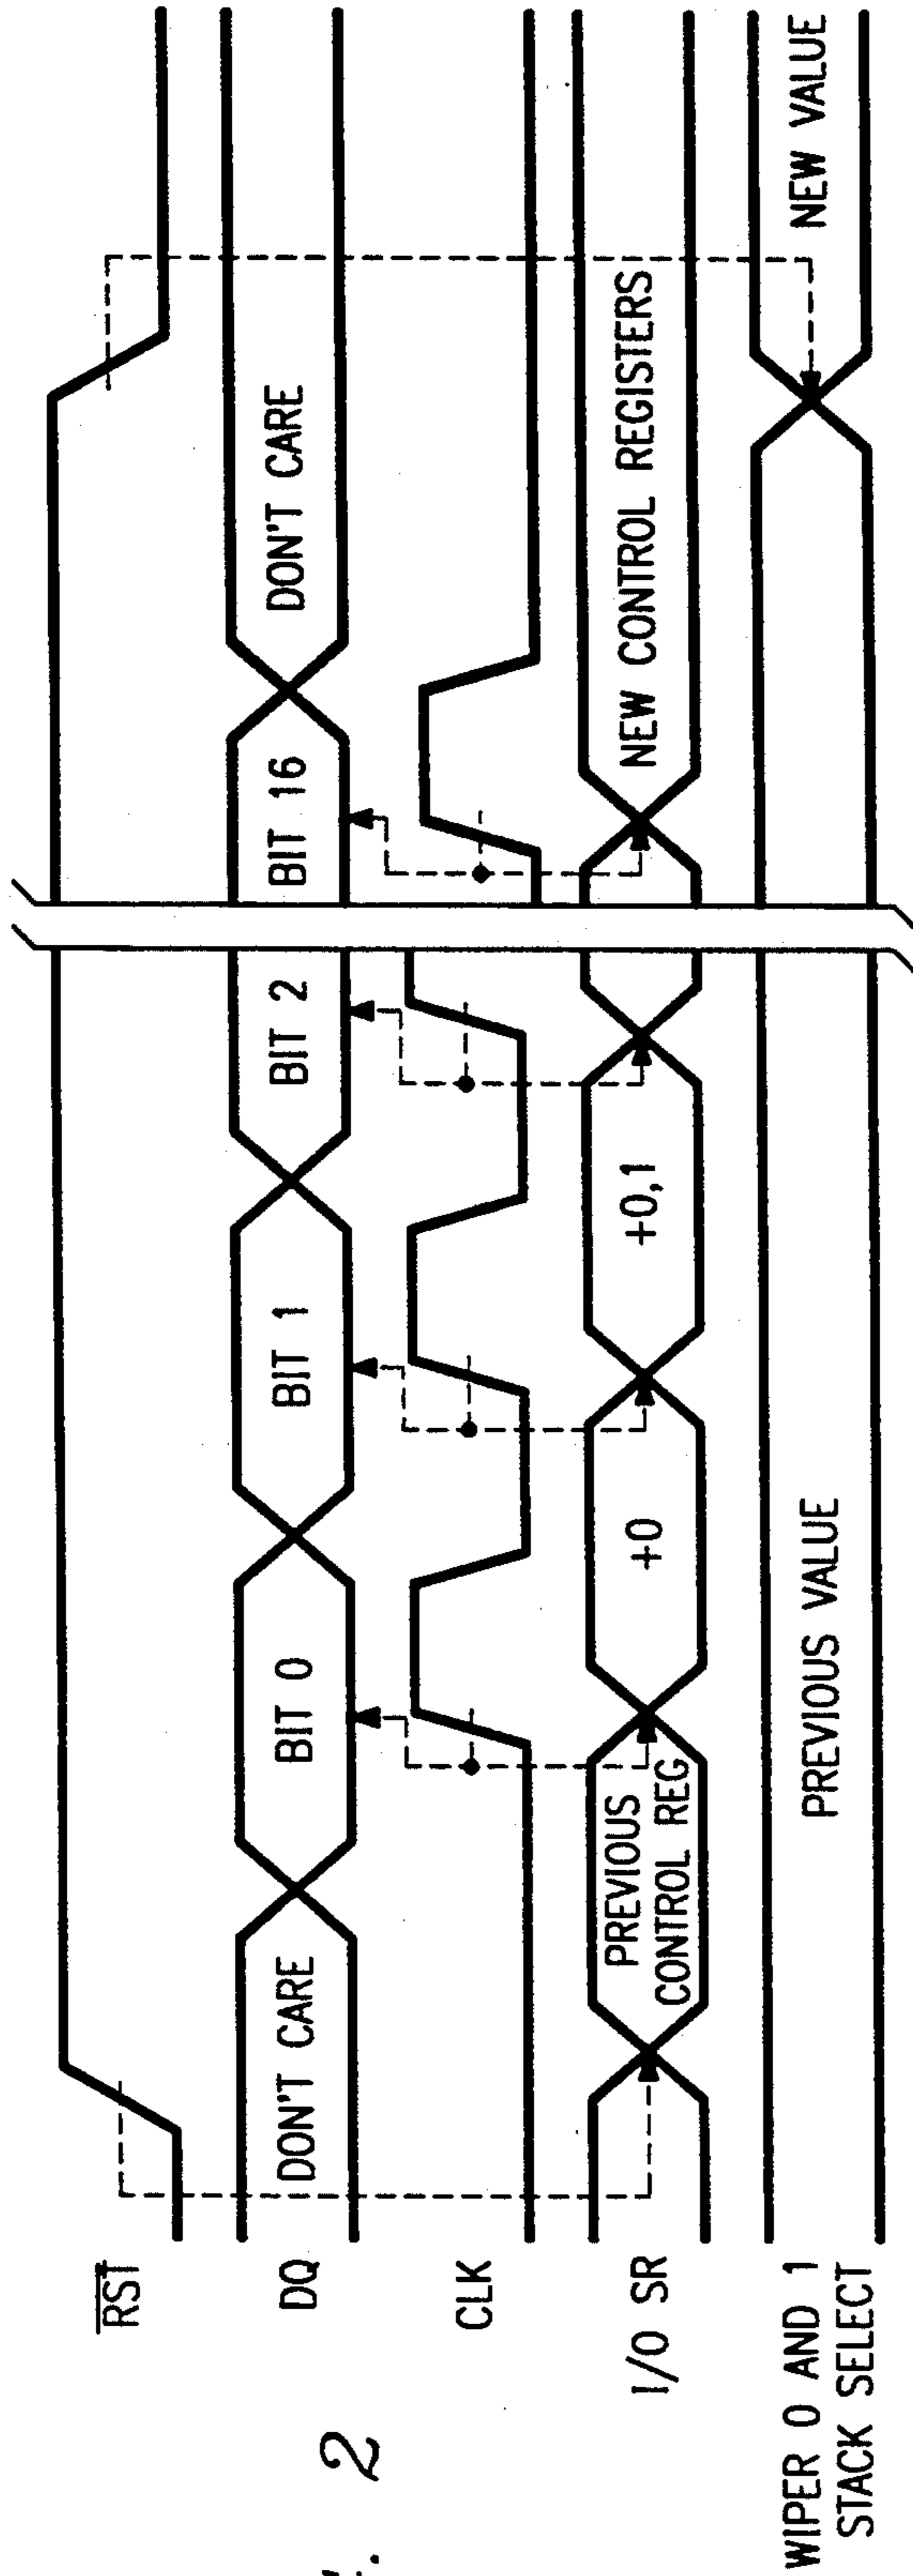 RST
DQ
CLK
I/O SR
WIPER 0 AND 1
STACK SELECT
DON'T CARE
BIT 0
BIT 1
BIT 2
BIT 16
DON'T CARE
PREVIOUS
CONTROL REG
+0
+0,1
NEW CONTROL REGISTERS
PREVIOUS VALUE
NEW VALUE
2